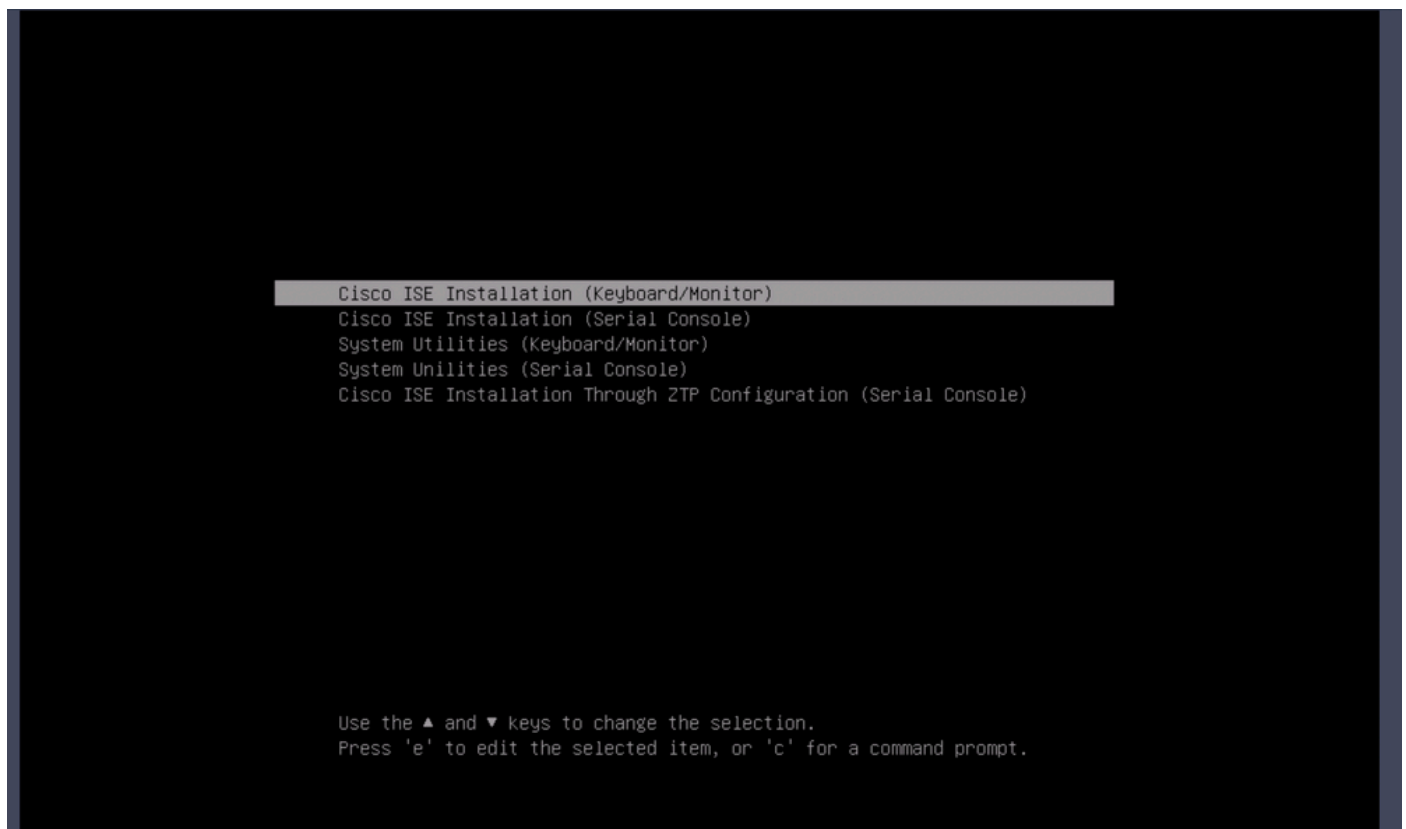 Cisco ISE Installation (Keyboard/Monitor)
Cisco ISE Installation (Serial Console)
System Utilities (Keyboard/Monitor)
System Unilities (Serial Console)
Cisco ISE Installation Through ZTP Configuration (Serial Console)
Use the ▲ and ▼ keys to change the selection.
Press 'e' to edit the selected item, or 'c' for a command prompt.